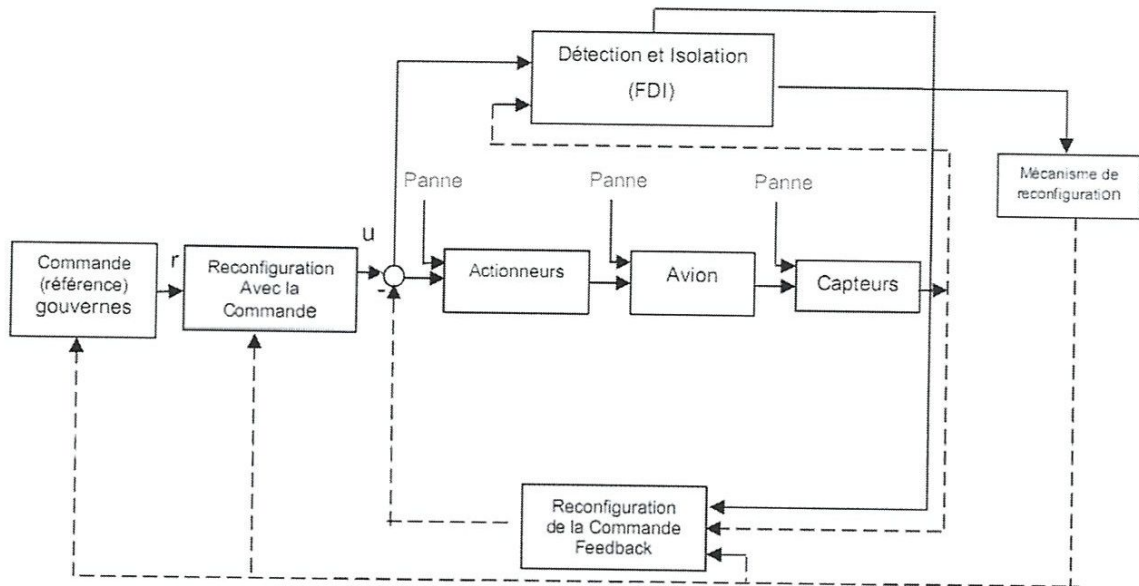 Détection et Isolation
(FDI)
Mécanisme de
reconfiguration
Panne
Panne
Panne
Commande
(référence)
gouvernes
r
Reconfiguration
Avec la
Commande
u
-
Actionneurs
Avion
Capteurs
Reconfiguration
de la Commande
Feedback